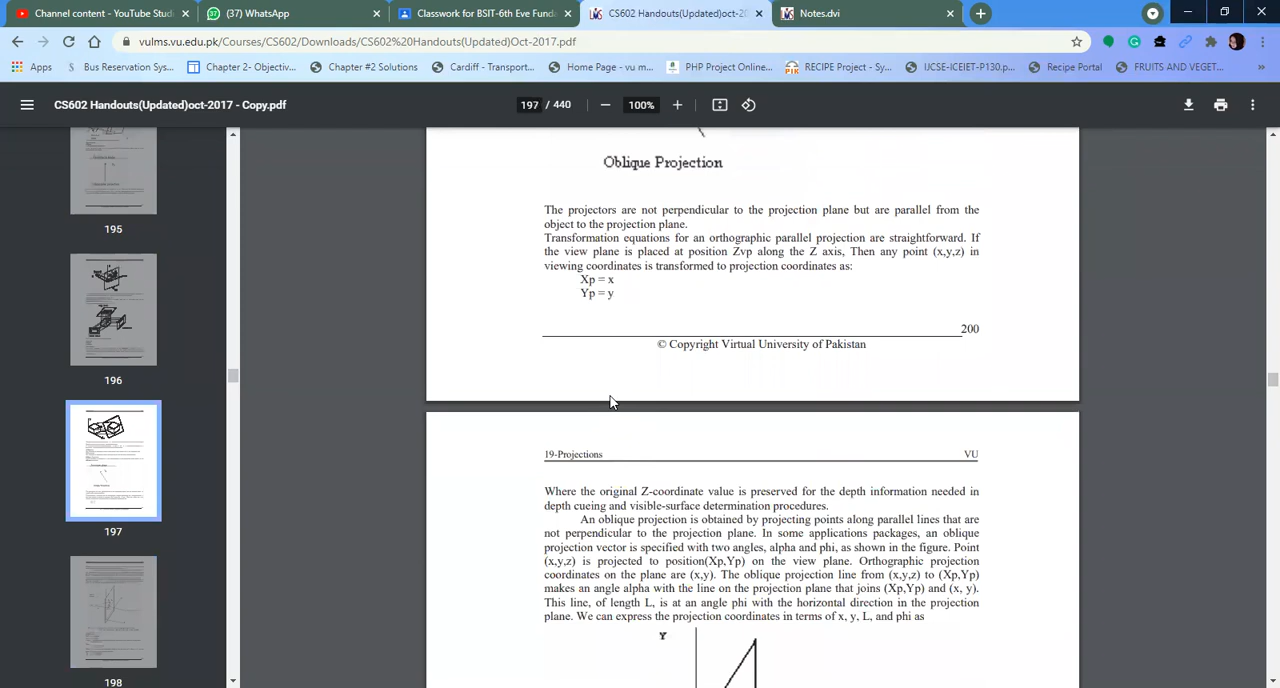 Channel content - YouTube Studi
(37) WhatsApp
Classwork for BSIT-6th Eve Fund
CS602 Handouts(Updated)oct-20
Notes.dvi
vulms.vu.edu.pk/Courses/CS602/Downloads/CS602%20Handouts(Updated)Oct-2017.pdf
Apps
Bus Reservation Sys...
Chapter 2- Objectiv...
Chapter #2 Solutions
Cardiff - Transport...
Home Page - vu m...
PHP Project Online...
RECIPE Project - Sy...
IJCSE-ICEIET-P130.p...
Recipe Portal
FRUITS AND VEGET...
»
CS602 Handouts(Updated)oct-2017 - Copy.pdf
197 / 440
100%
195
196
197
198
Oblique Projection
The projectors are not perpendicular to the projection plane but are parallel from the
object to the projection plane.
Transformation equations for an orthographic parallel projection are straightforward. If
the view plane is placed at position Zvp along the Z axis, Then any point (x,y,z) in
viewing coordinates is transformed to projection coordinates as:
Xp = x
Yp = y
200
© Copyright Virtual University of Pakistan
19-Projections
VU
Where the original Z-coordinate value is preserved for the depth information needed in
depth cueing and visible-surface determination procedures.
An oblique projection is obtained by projecting points along parallel lines that are
not perpendicular to the projection plane. In some applications packages, an oblique
projection vector is specified with two angles, alpha and phi, as shown in the figure. Point
(x,y,z) is projected to position(Xp,Yp) on the view plane. Orthographic projection
coordinates on the plane are (x,y). The oblique projection line from (x,y,z) to (Xp,Yp)
makes an angle alpha with the line on the projection plane that joins (Xp,Yp) and (x, y).
This line, of length L, is at an angle phi with the horizontal direction in the projection
plane. We can express the projection coordinates in terms of x, y, L, and phi as
Y